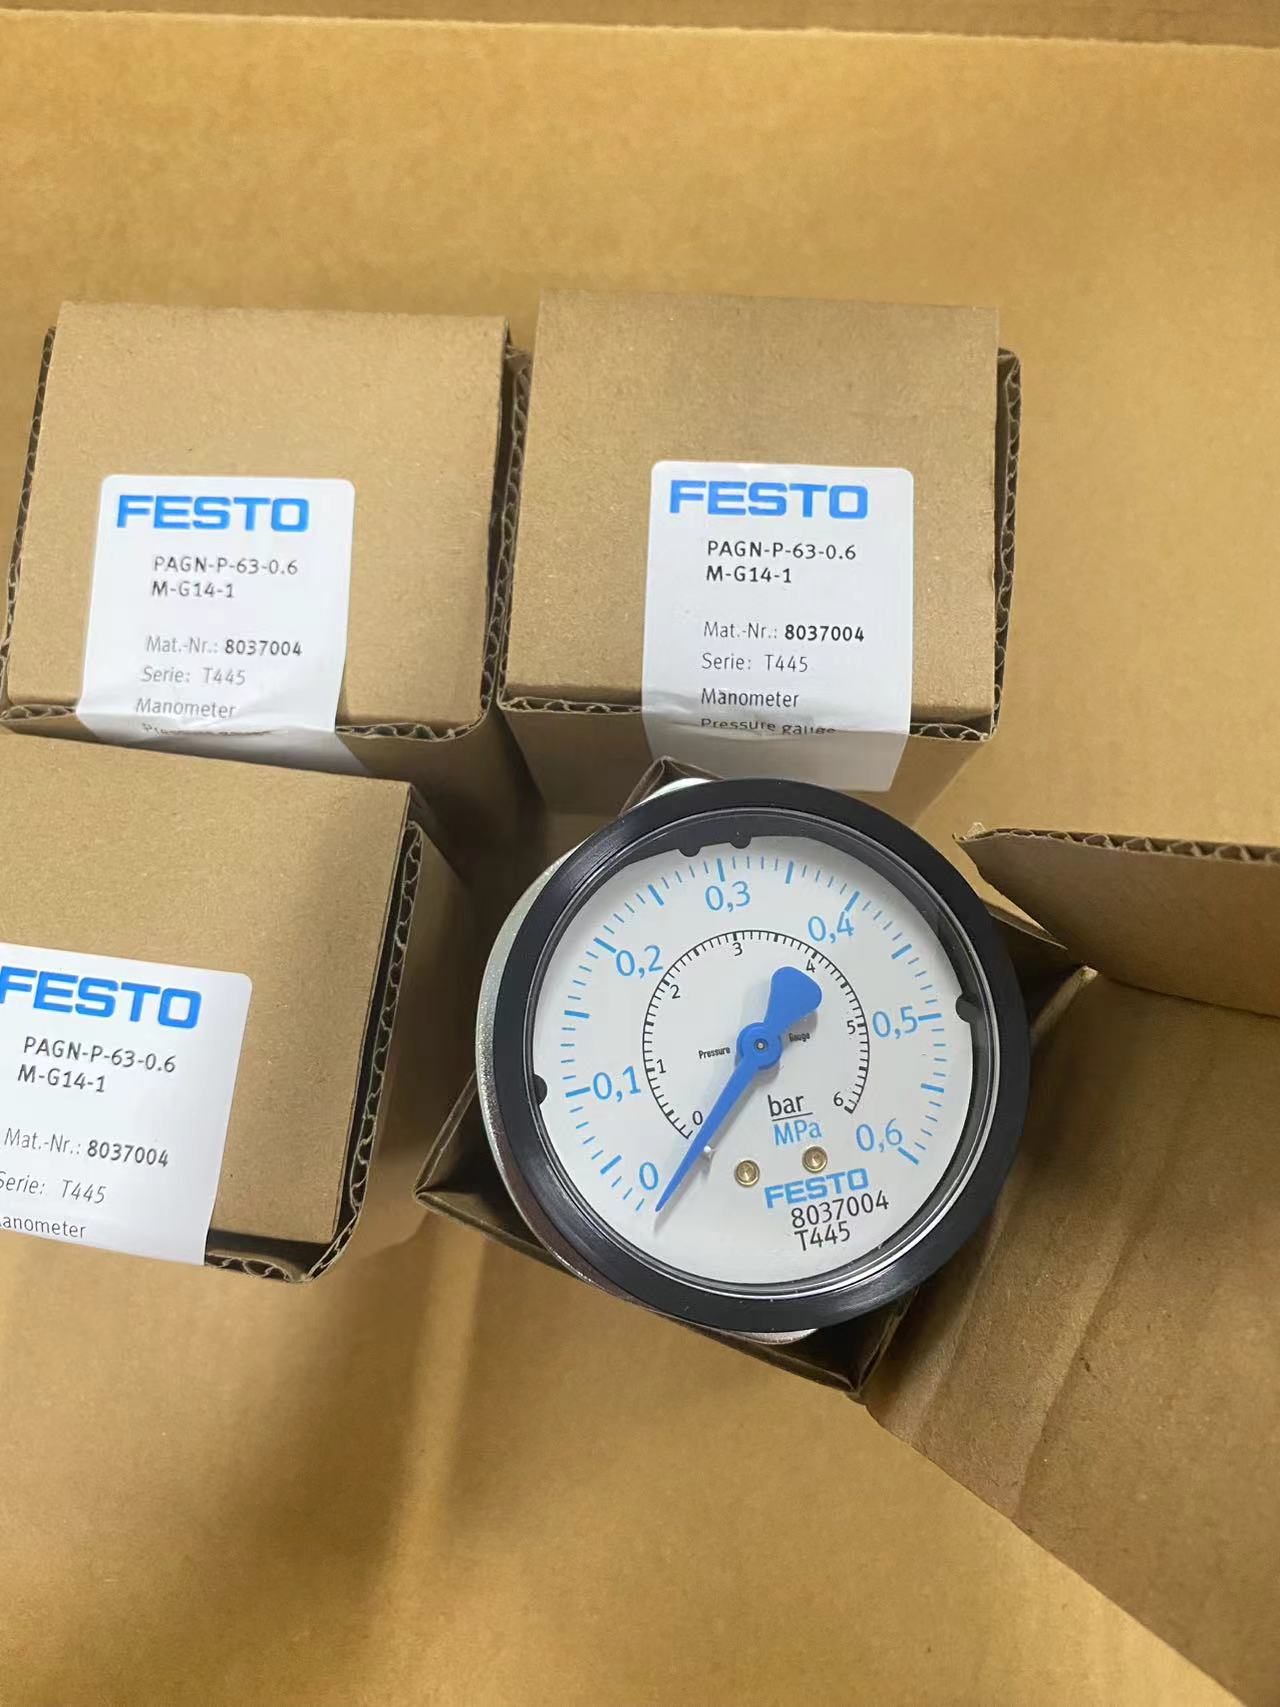 FESTO
PAGN-P-63-0.6
M-G14-1
Mat.-Nr.: 8037004
Serie: T445
Manometer
Pressure gauge
FESTO
PAGN-P-63-0.6
M-G14-1
Mat.-Nr.: 8037004
Serie: T445
Manometer
Pressure gauge
FESTO
PAGN-P-63-0.6
M-G14-1
Mat.-Nr.: 8037004
Serie: T445
Manometer
0
0,1
0,2
0,3
0,4
0,5
0,6
0
1
2
3
4
5
6
Pressure Gauge
bar
MPa
FESTO
8037004
T445